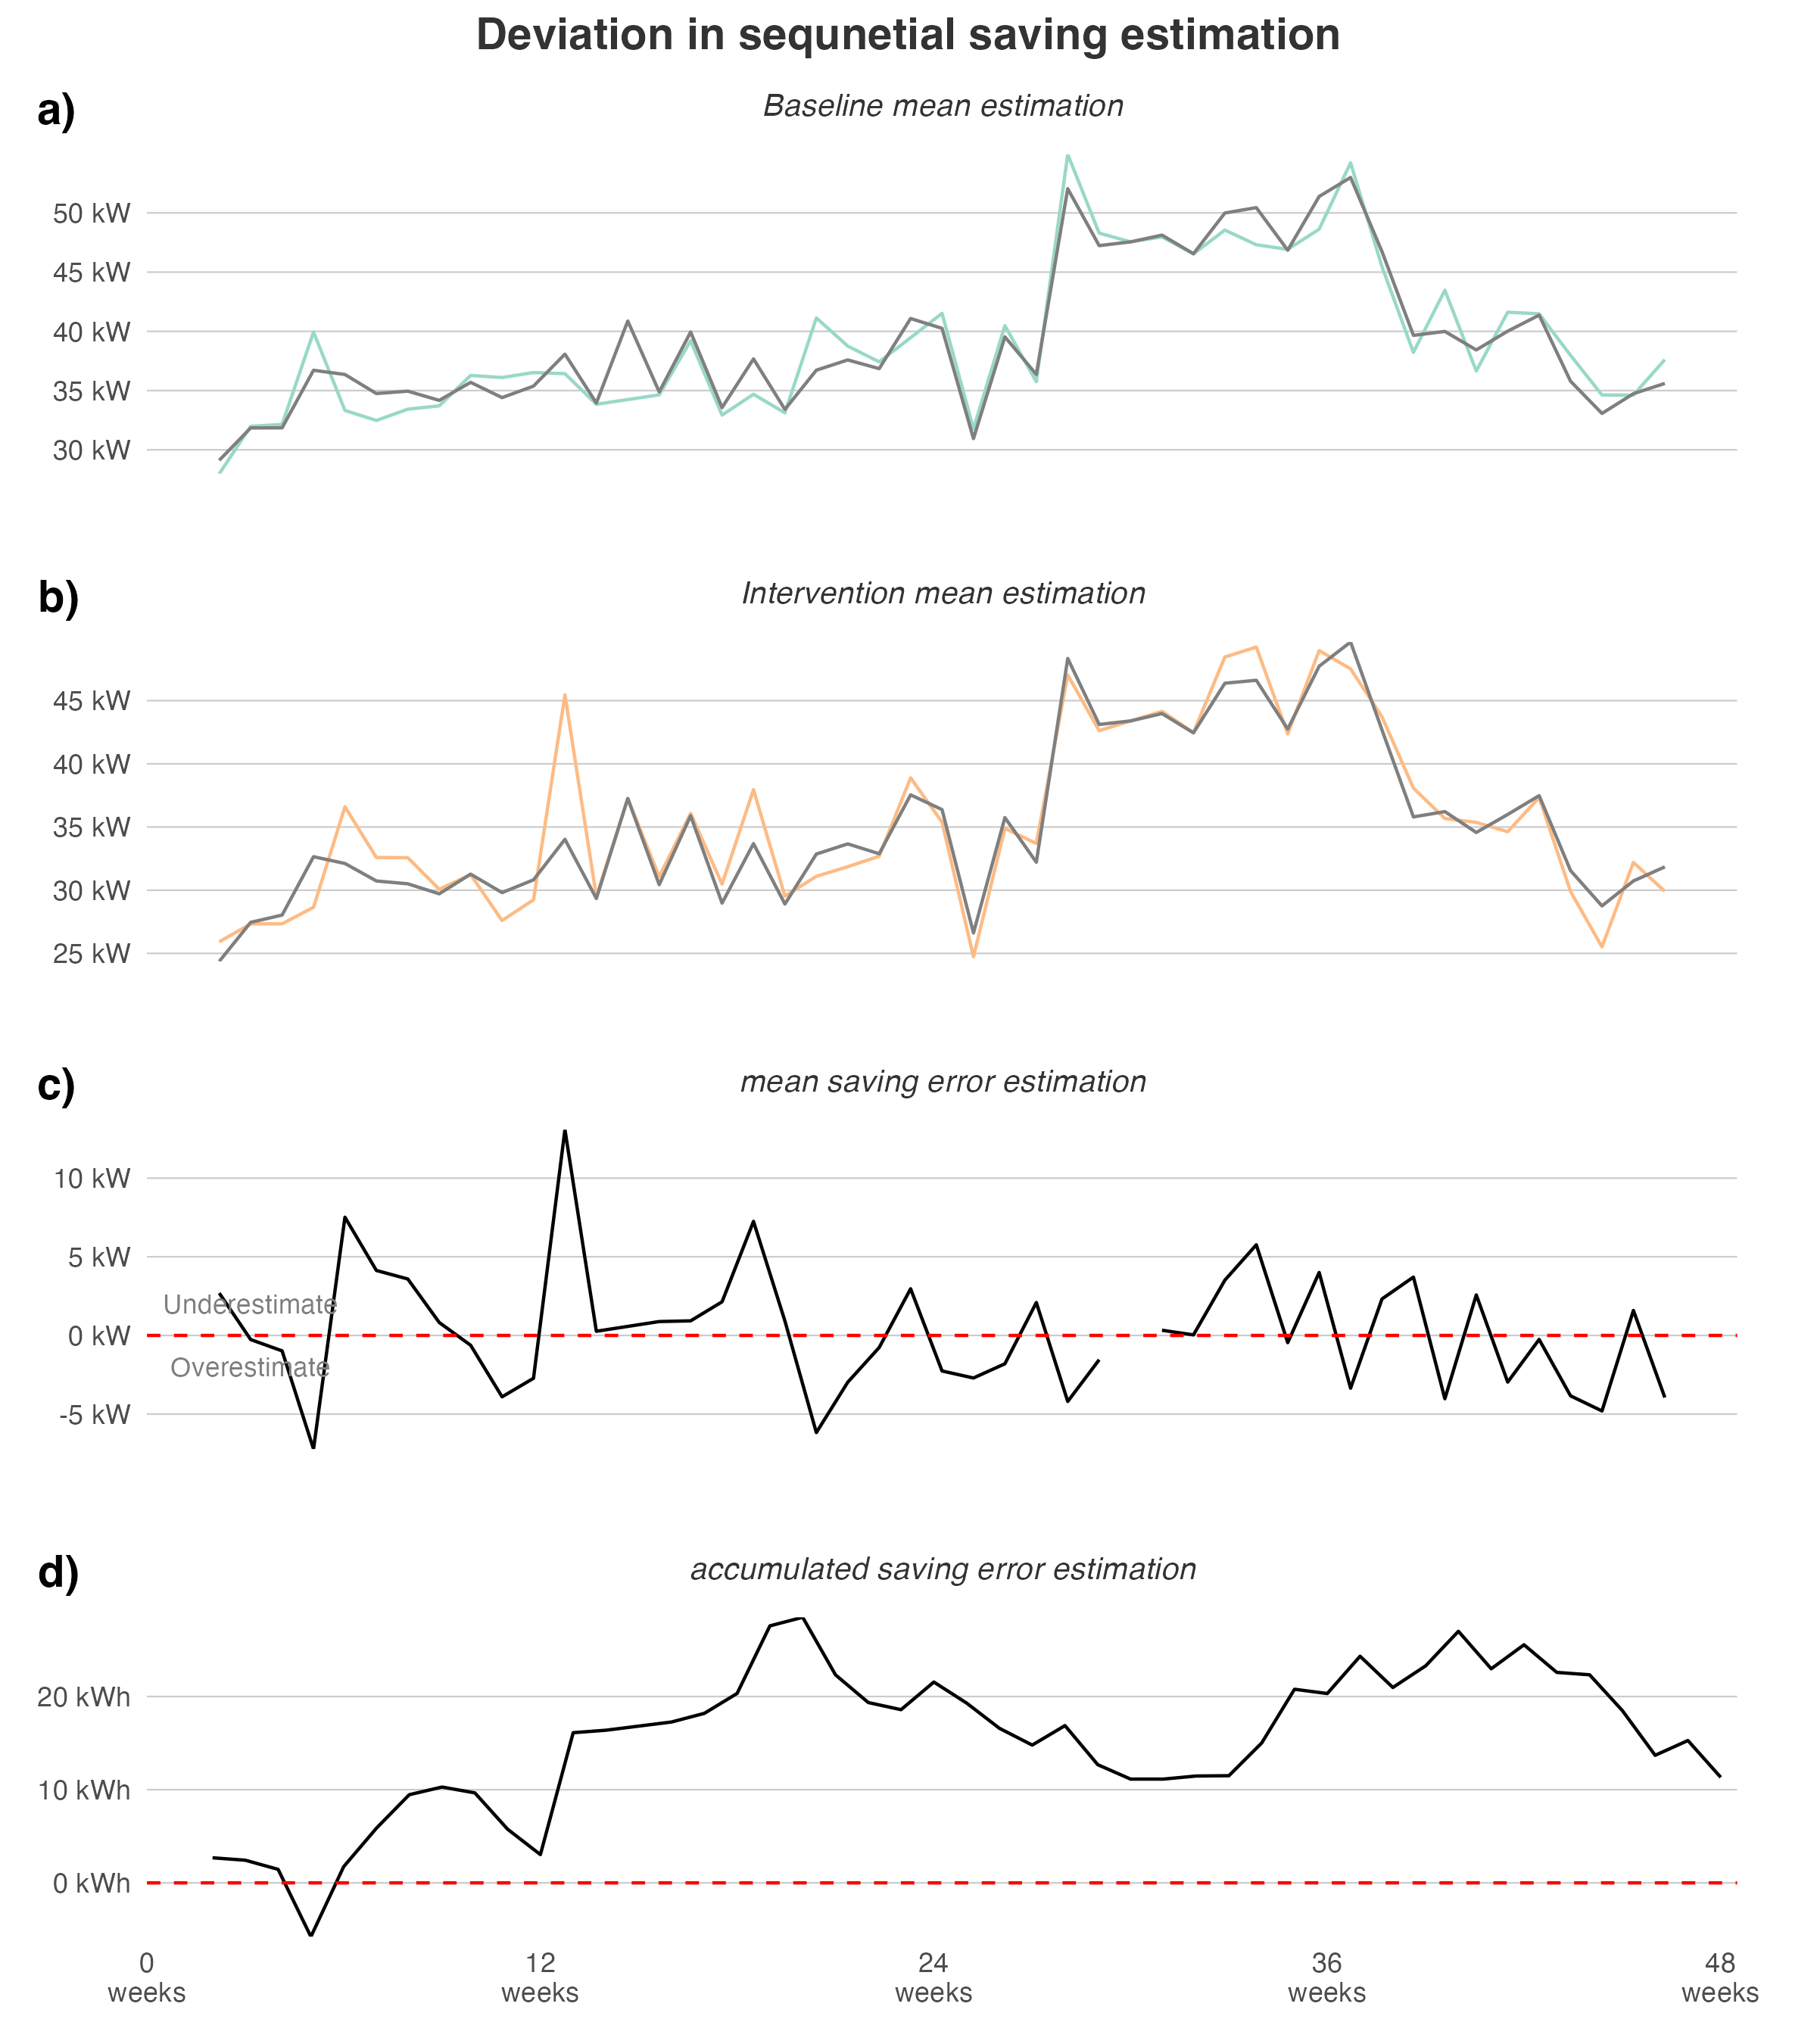 Deviation in sequnetial saving estimation
a)
Baseline mean estimation
50 kW
45 kW
40 kW
35 kW
30 kW
b)
Intervention mean estimation
45 kW
40 kW
35 kW
30 kW
25 kW
c)
mean saving error estimation
10 kW
5 kW
Underestimate
0 kW
Overestimate
-5 kW
d)
accumulated saving error estimation
20 kWh
10 kWh
0 kWh
0 12 24 36 48
weeks weeks weeks weeks weeks